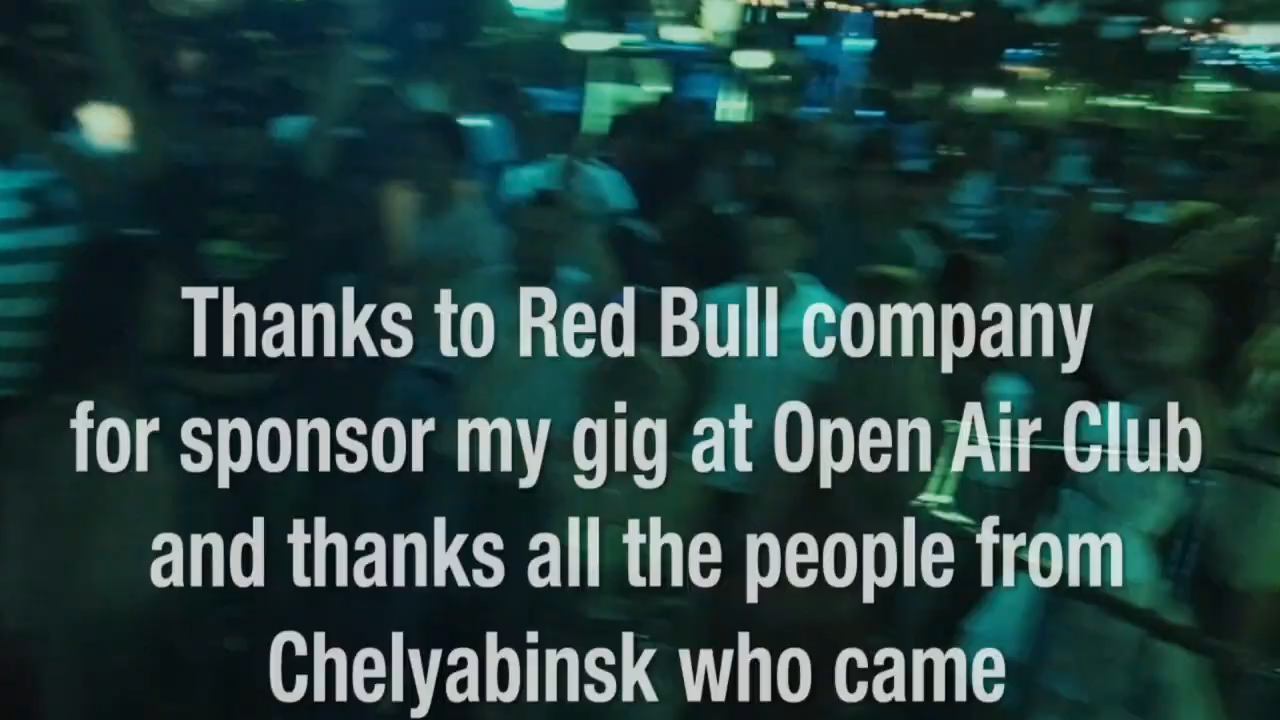 Thanks to Red Bull company
for sponsor my gig at Open Air Club
and thanks all the people from
Chelyabinsk who came